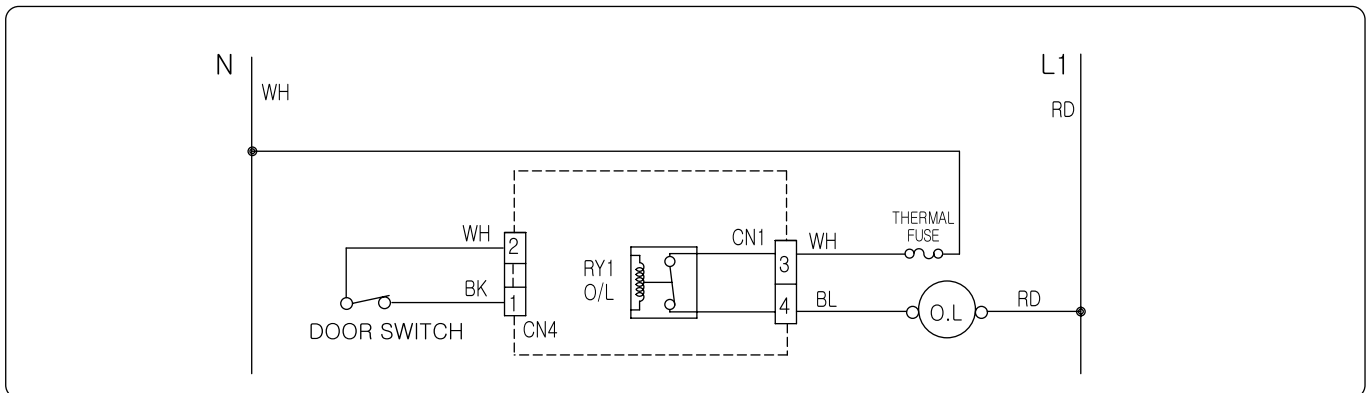 N
L1
WH
RD
THERMAL
FUSE
WH
2
CN1
WH
3
RY1
O/L
BK
1
4
BL
O.L
RD
CN4
DOOR SWITCH